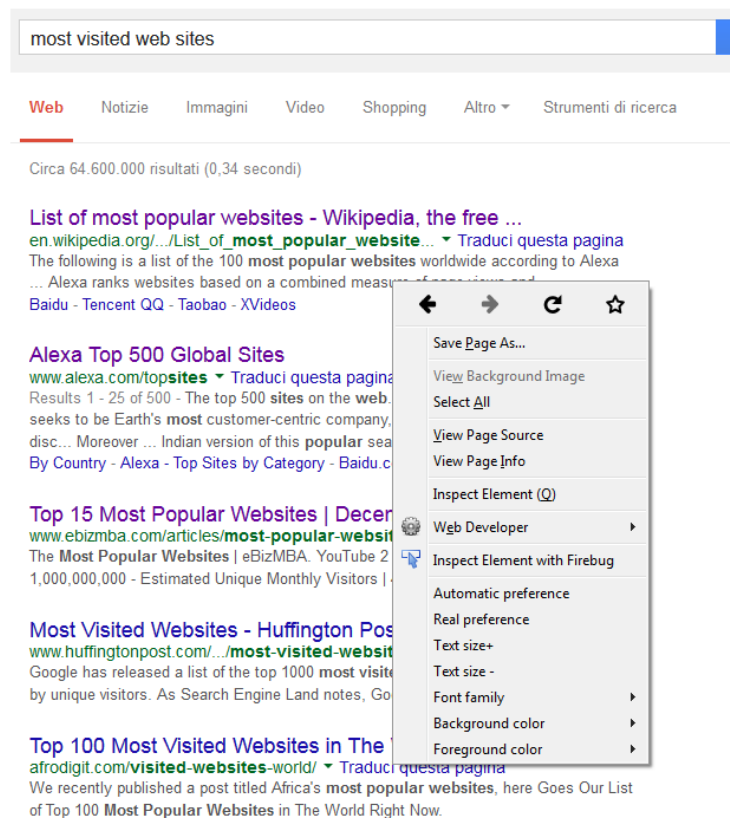 most visited web sites
Web Notizie Immagini Video Shopping Altro Strumenti di ricerca
Circa 64.600.000 risultati (0,34 secondi)
List of most popular websites - Wikipedia, the free ...
en.wikipedia.org/.../List_of_most_popular_website... Traduci questa pagina
The following is a list of the 100 most popular websites worldwide according to Alexa
... Alexa ranks websites based on a combined measure of page views and
Baidu - Tencent QQ - Taobao - XVideos
Alexa Top 500 Global Sites
www.alexa.com/topsites Traduci questa pagina
Results 1 - 25 of 500 - The top 500 sites on the web.
seeks to be Earth's most customer-centric company,
disc... Moreover ... Indian version of this popular sea
By Country - Alexa - Top Sites by Category - Baidu.c
Top 15 Most Popular Websites | Decem
www.ebizmba.com/articles/most-popular-websit
The Most Popular Websites | eBizMBA. YouTube 2
1,000,000,000 - Estimated Unique Monthly Visitors |
Most Visited Websites - Huffington Pos
www.huffingtonpost.com/.../most-visited-websit
Google has released a list of the top 1000 most visite
by unique visitors. As Search Engine Land notes, Go
Top 100 Most Visited Websites in The
afrodigit.com/visited-websites-world/ Traduci questa pagina
We recently published a post titled Africa's most popular websites, here Goes Our List
of Top 100 Most Popular Websites in The World Right Now.
Save Page As...
View Background Image
Select All
View Page Source
View Page Info
Inspect Element (Q)
Web Developer
Inspect Element with Firebug
Automatic preference
Real preference
Text size+
Text size -
Font family
Background color
Foreground color